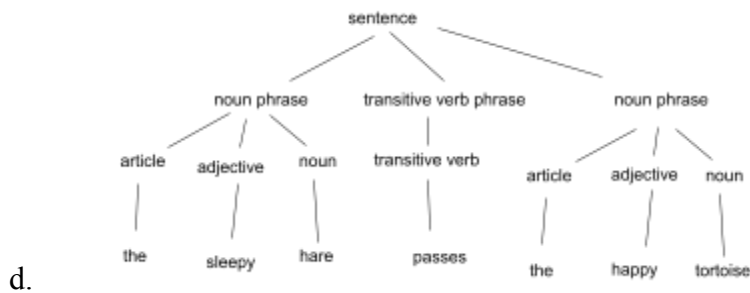 sentence
noun phrase transitive verb phrase noun phrase
article adjective noun transitive verb article adjective noun
the sleepy hare passes the happy tortoise
d.